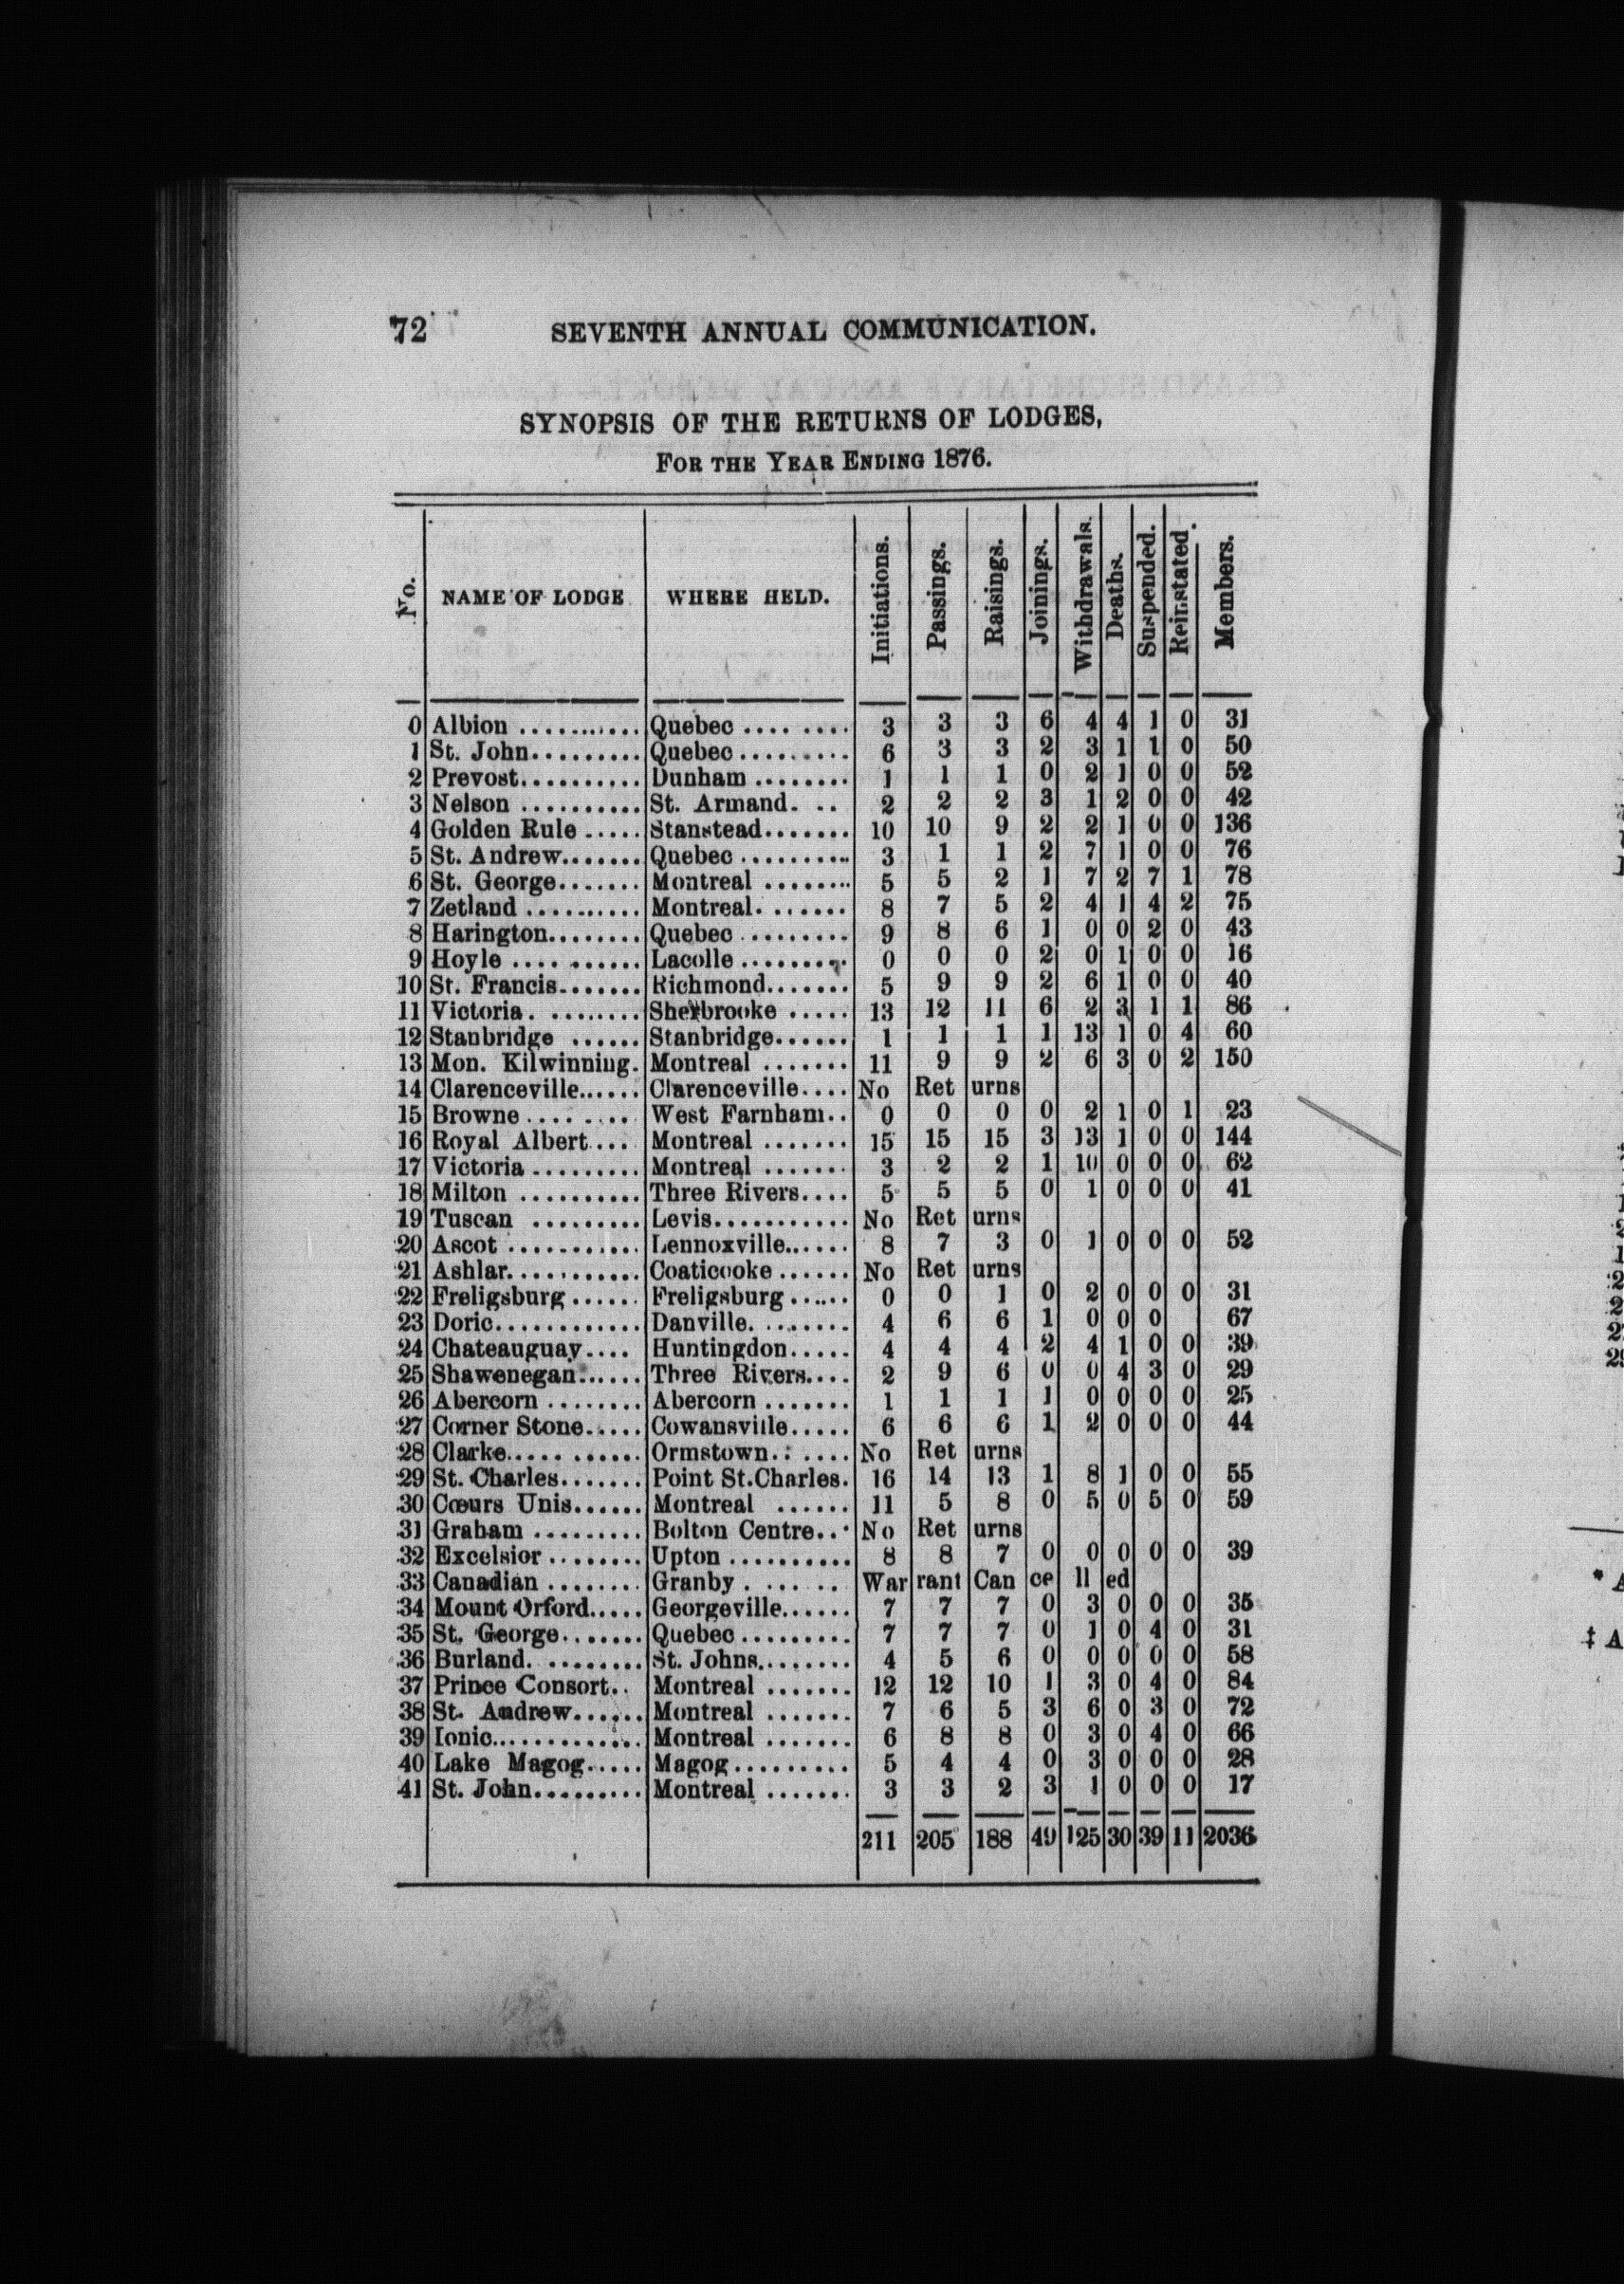 72 SEVENTH ANNUAL COMMUNICATION.
SYNOPSIS OF THE RETURNS OF LODGES,
FOR THE YEAR ENDING 1876.
No. NAME OF LODGE WHERE HELD. Initiations. Passings. Raisings. Joinings. Withdrawals. Deaths. Suspended. Reinstated. Members.
0 Albion ........... Quebec ........ 3 3 3 6 4 4 1 0 31
1 St. John......... Quebec......... 6 3 3 2 3 1 1 0 50
2 Prevost.......... Dunham ........ 1 1 1 0 2 1 0 0 52
3 Nelson .......... St. Armand. .. 2 2 2 3 1 2 0 0 42
4 Golden Rule ..... Stanstead....... 10 10 9 2 2 1 0 0 136
5 St. Andrew....... Quebec.......... 3 1 1 2 7 1 0 0 76
6 St. George....... Montreal ........ 5 5 2 1 7 2 7 1 78
7 Zetland .......... Montreal........ 8 7 5 2 4 1 4 2 75
8 Harington........ Quebec ......... 9 8 6 1 0 0 2 0 43
9 Hoyle ........... Lacolle ......... 0 0 0 2 0 1 0 0 16
10 St. Francis....... Richmond....... 5 9 9 2 6 1 0 0 40
11 Victoria. ........ Sherbrooke ..... 13 12 11 6 2 3 1 1 86
12 Stanbridge ...... Stanbridge...... 1 1 1 1 13 1 0 4 60
13 Mon. Kilwinning. Montreal ....... 11 9 9 2 6 3 0 2 150
14 Clarenceville...... Clarenceville.... No Ret urns
15 Browne......... West Farnham.. 0 0 0 0 2 1 0 1 23
16 Royal Albert.... Montreal ....... 15 15 15 3 13 1 0 0 144
17 Victoria ......... Montreal ....... 3 2 2 1 10 0 0 0 62
18 Milton .......... Three Rivers.... 5 5 5 0 1 0 0 0 41
19 Tuscan ......... Levis........... No Ret urns
20 Ascot ........... Lennoxville...... 8 7 3 0 1 0 0 0 52
21 Ashlar........... Coaticooke ...... No Ret urns
22 Freligsburg ...... Freligsburg ...... 0 0 1 0 2 0 0 0 31
23 Doric............ Danville. ....... 4 6 6 1 0 0 0 67
24 Chateauguay.... Huntingdon..... 4 4 4 2 4 1 0 0 39
25 Shawenegan...... Three Rivers.... 2 9 6 0 0 4 3 0 29
26 Abercorn ........ Abercorn ....... 1 1 1 1 0 0 0 0 25
27 Corner Stone..... Cowansville..... 6 6 6 1 2 0 0 0 44
28 Clarke........... Ormstown.: .... No Ret urns
29 St. Charles....... Point St.Charles. 16 14 13 1 8 1 0 0 55
30 Cœurs Unis...... Montreal ...... 11 5 8 0 5 0 5 0 59
31 Graham ......... Bolton Centre... No Ret urns
32 Excelsior ........ Upton .......... 8 8 7 0 0 0 0 0 39
33 Canadian ........ Granby . ...... War rant Can ce ll ed
34 Mount Orford..... Georgeville...... 7 7 7 0 3 0 0 0 35
35 St. George....... Quebec......... 7 7 7 0 1 0 4 0 31
36 Burland. ........ St. Johns........ 4 5 6 0 0 0 0 0 58
37 Prince Consort.. Montreal ....... 12 12 10 1 3 0 4 0 84
38 St. Andrew...... Montreal ....... 7 6 5 3 6 0 3 0 72
39 Ionic............. Montreal ....... 6 8 8 0 3 0 4 0 66
40 Lake Magog..... Magog......... 5 4 4 0 3 0 0 0 28
41 St. John......... Montreal ....... 3 3 2 3 1 0 0 0 17
211 205 188 49 125 30 39 11 2036